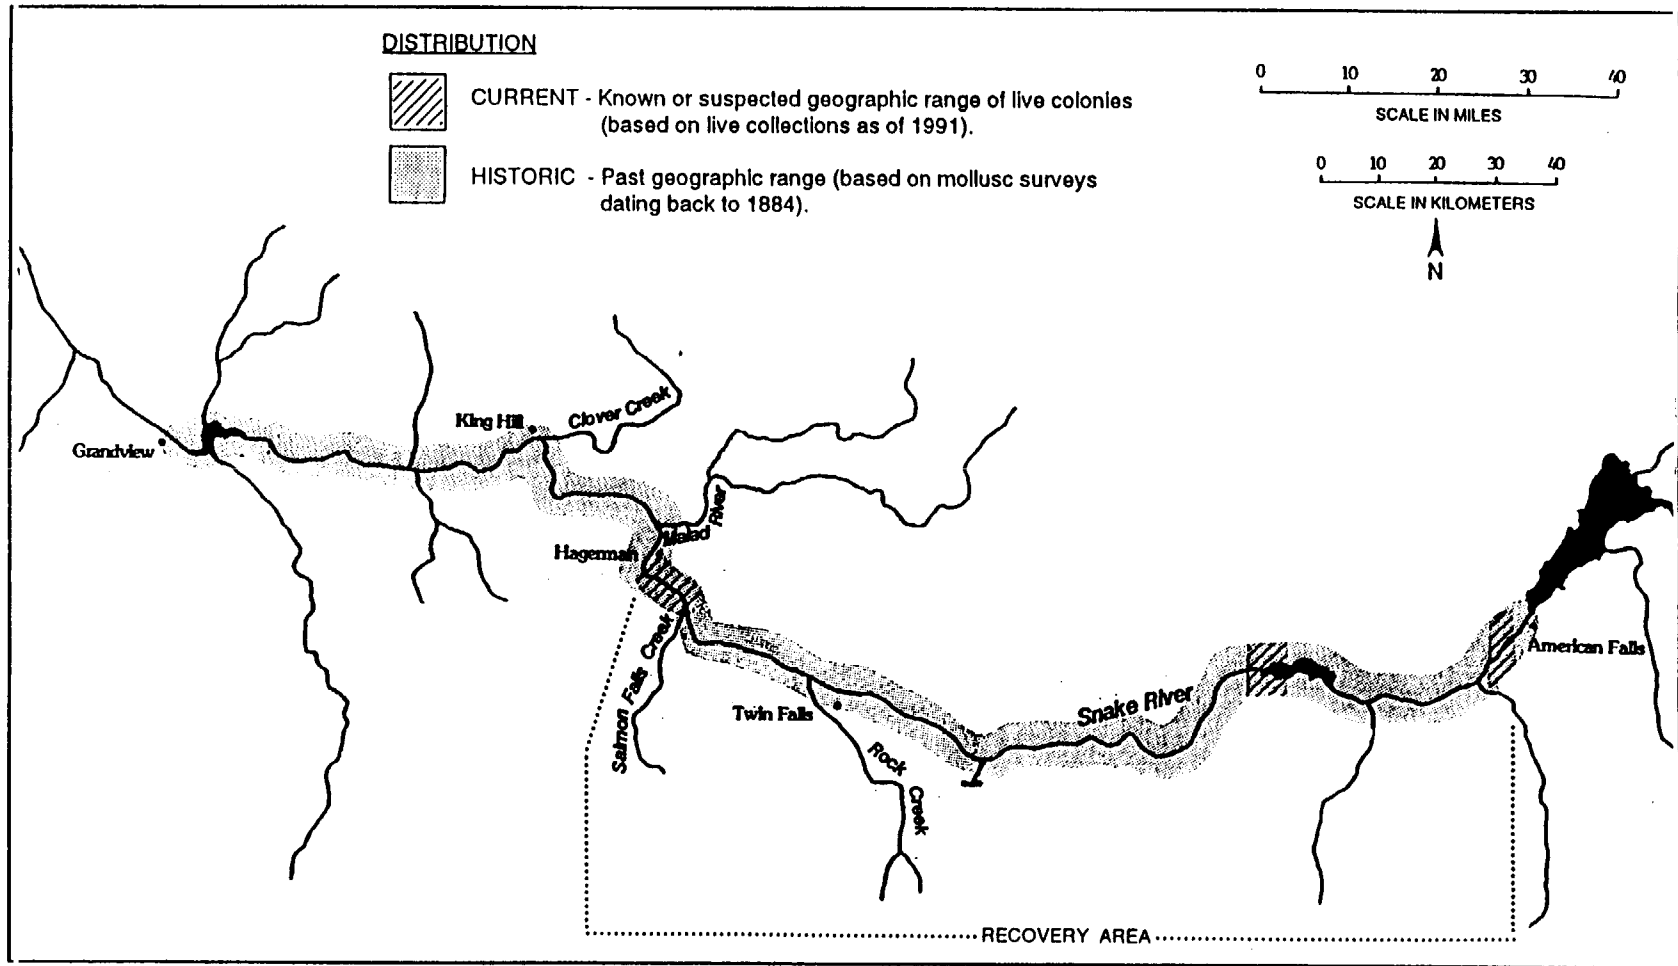 DISTRIBUTION
CURRENT - Known or suspected geographic range of live colonies
(based on live collections as of 1991).
HISTORIC - Past geographic range (based on mollusc surveys
dating back to 1884).
0 10 20 30 40
SCALE IN MILES
0 10 20 30 40
SCALE IN KILOMETERS
N
King Hill
Clover Creek
Grandview
Malad River
Hagerman
Salmon Falls Creek
American Falls
Snake River
Twin Falls
Rock Creek
RECOVERY AREA